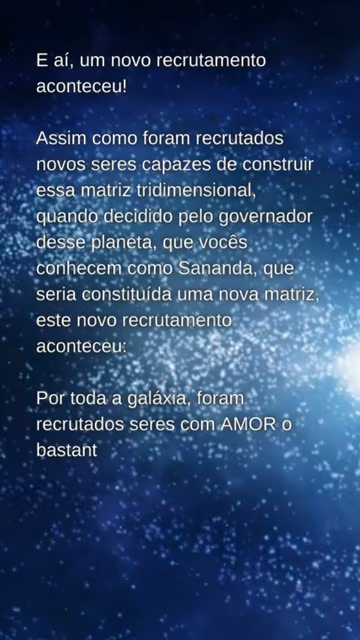 E aí, um novo recrutamento
aconteceu!
Assim como foram recrutados
novos seres capazes de construir
essa matriz tridimensional,
quando decidido pelo governador
desse planeta, que vocês
conhecem como Sananda, que
seria constituída uma nova matriz,
este novo recrutamento
aconteceu:
Por toda a galáxia, foram
recrutados seres com AMOR o
bastant